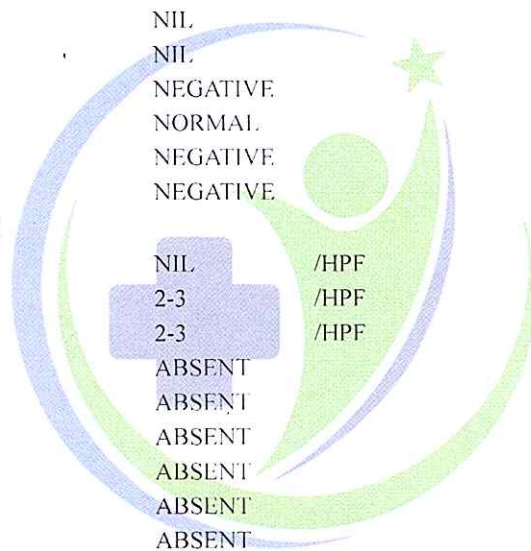 NIL
NIL
NEGATIVE
NORMAL
NEGATIVE
NEGATIVE
NIL /HPF
2-3 /HPF
2-3 /HPF
ABSENT
ABSENT
ABSENT
ABSENT
ABSENT
ABSENT